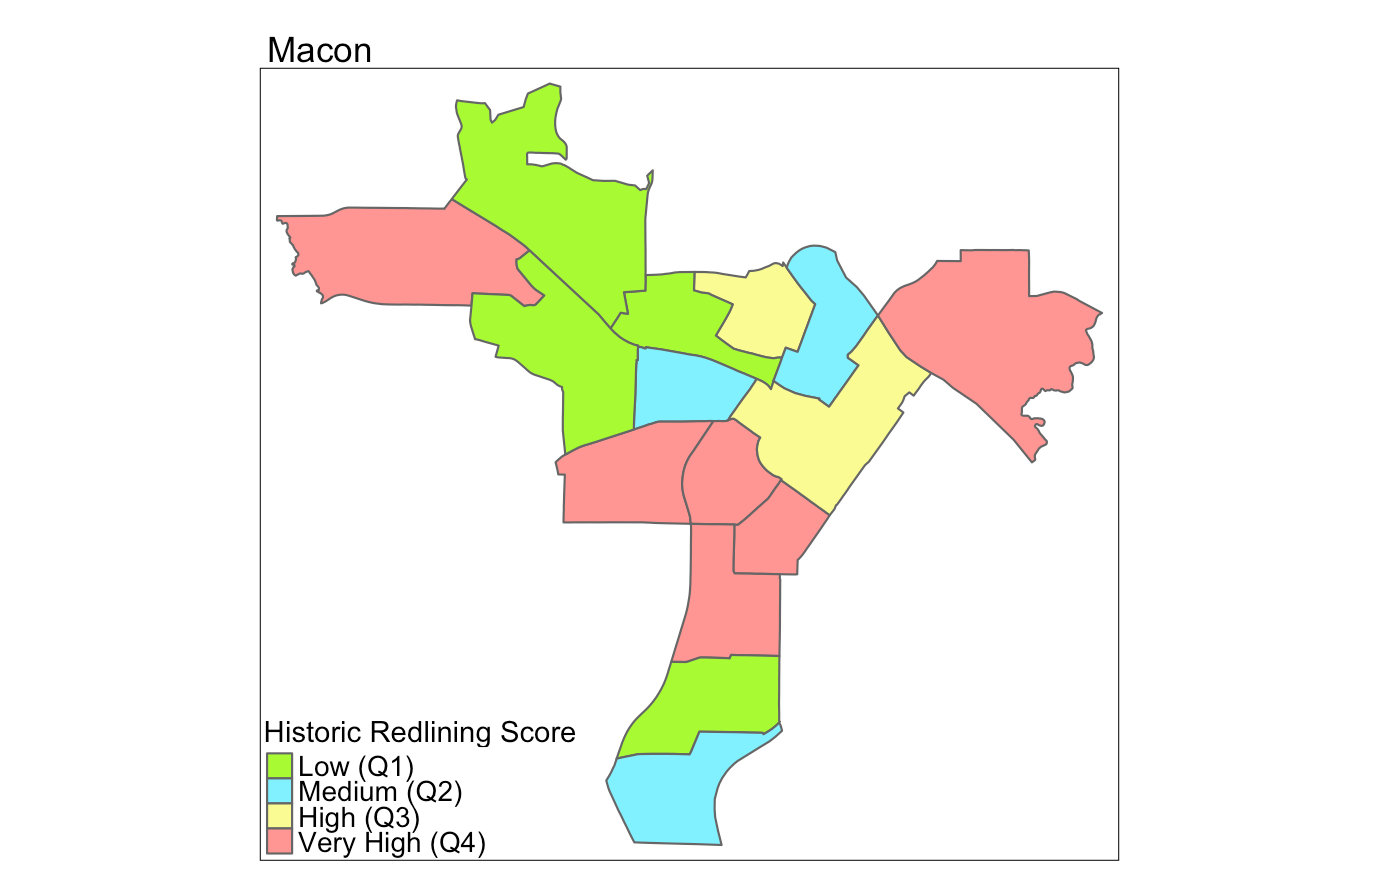 Macon
Historic Redlining Score
Low (Q1)
Medium (Q2)
High (Q3)
Very High (Q4)